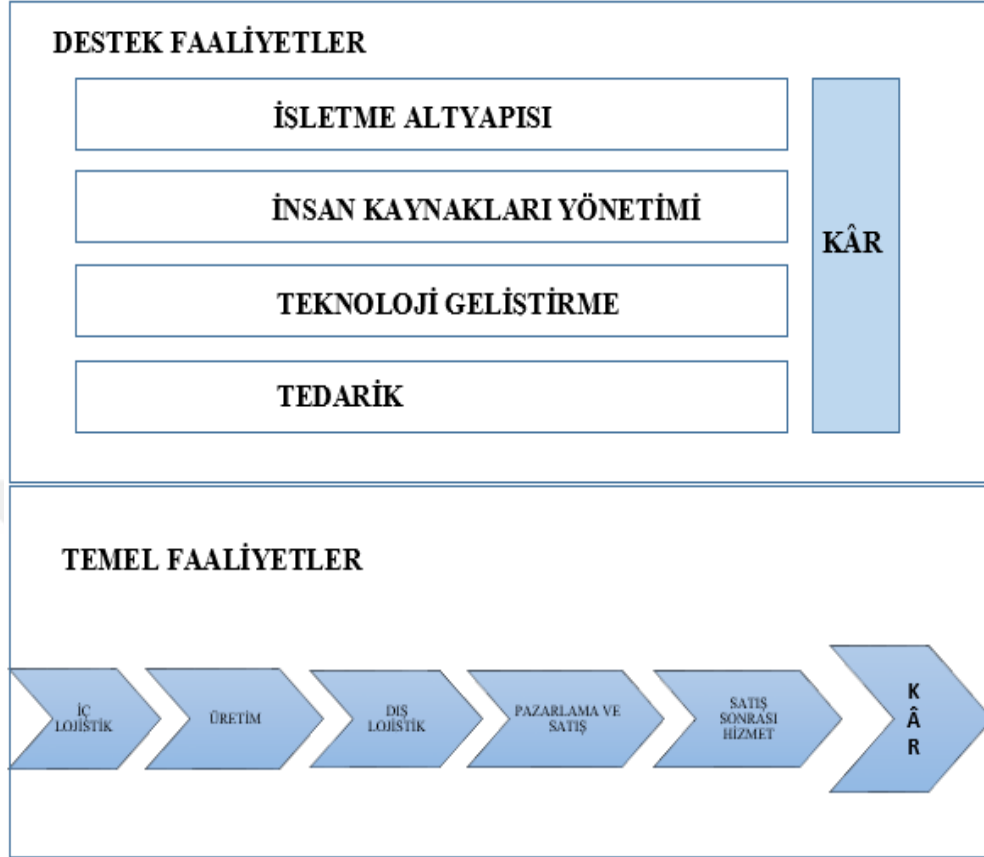 DESTEK FAALİYETLER
İŞLETME ALTYAPISI
İNSAN KAYNAKLARI YÖNETİMİ
KÂR
TEKNOLOJİ GELİŞTİRME
TEDARİK
TEMEL FAALİYETLER
İÇ
LOJİSTİK
ÜRETİM
DIŞ
LOJİSTİK
PAZARLAMA VE
SATIŞ
SATIŞ
SONRASI
HİZMET
K
Â
R